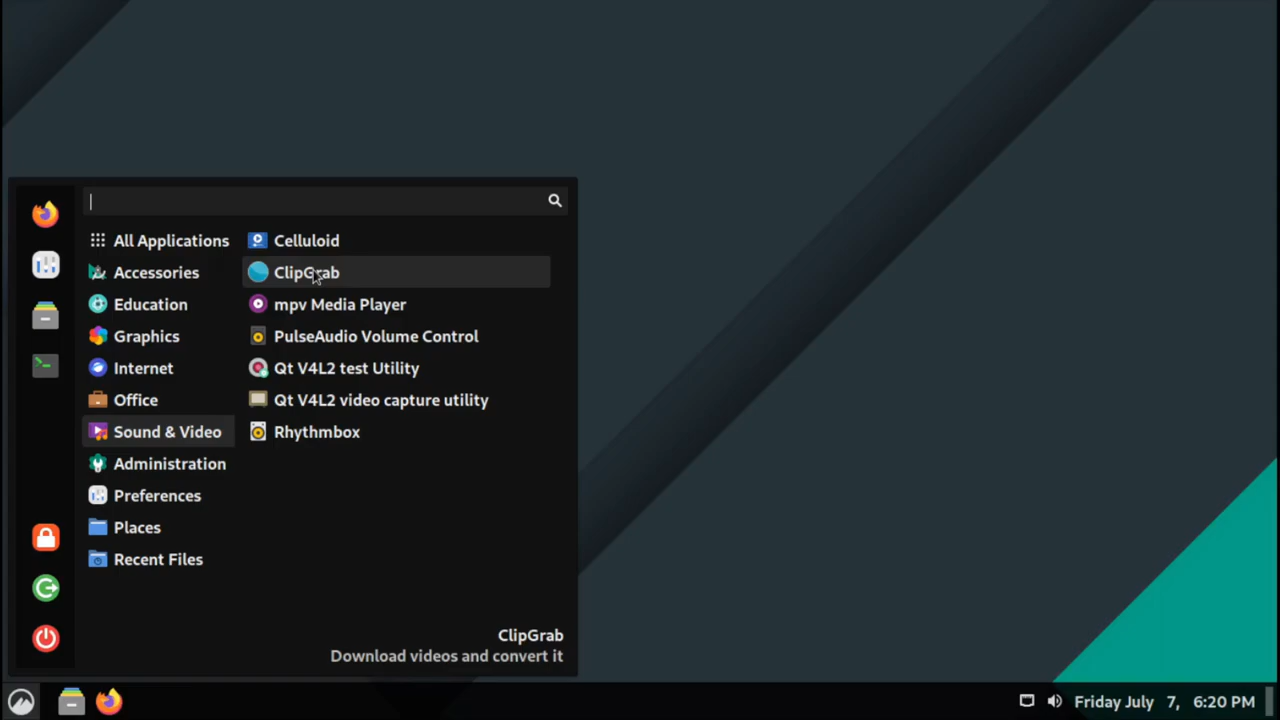 All Applications
Accessories
Education
Graphics
Internet
Office
Sound & Video
Administration
Preferences
Places
Recent Files
Celluloid
ClipGrab
mpv Media Player
PulseAudio Volume Control
Qt V4L2 test Utility
Qt V4L2 video capture utility
Rhythmbox
ClipGrab
Download videos and convert it
Friday July 7, 6:20 PM